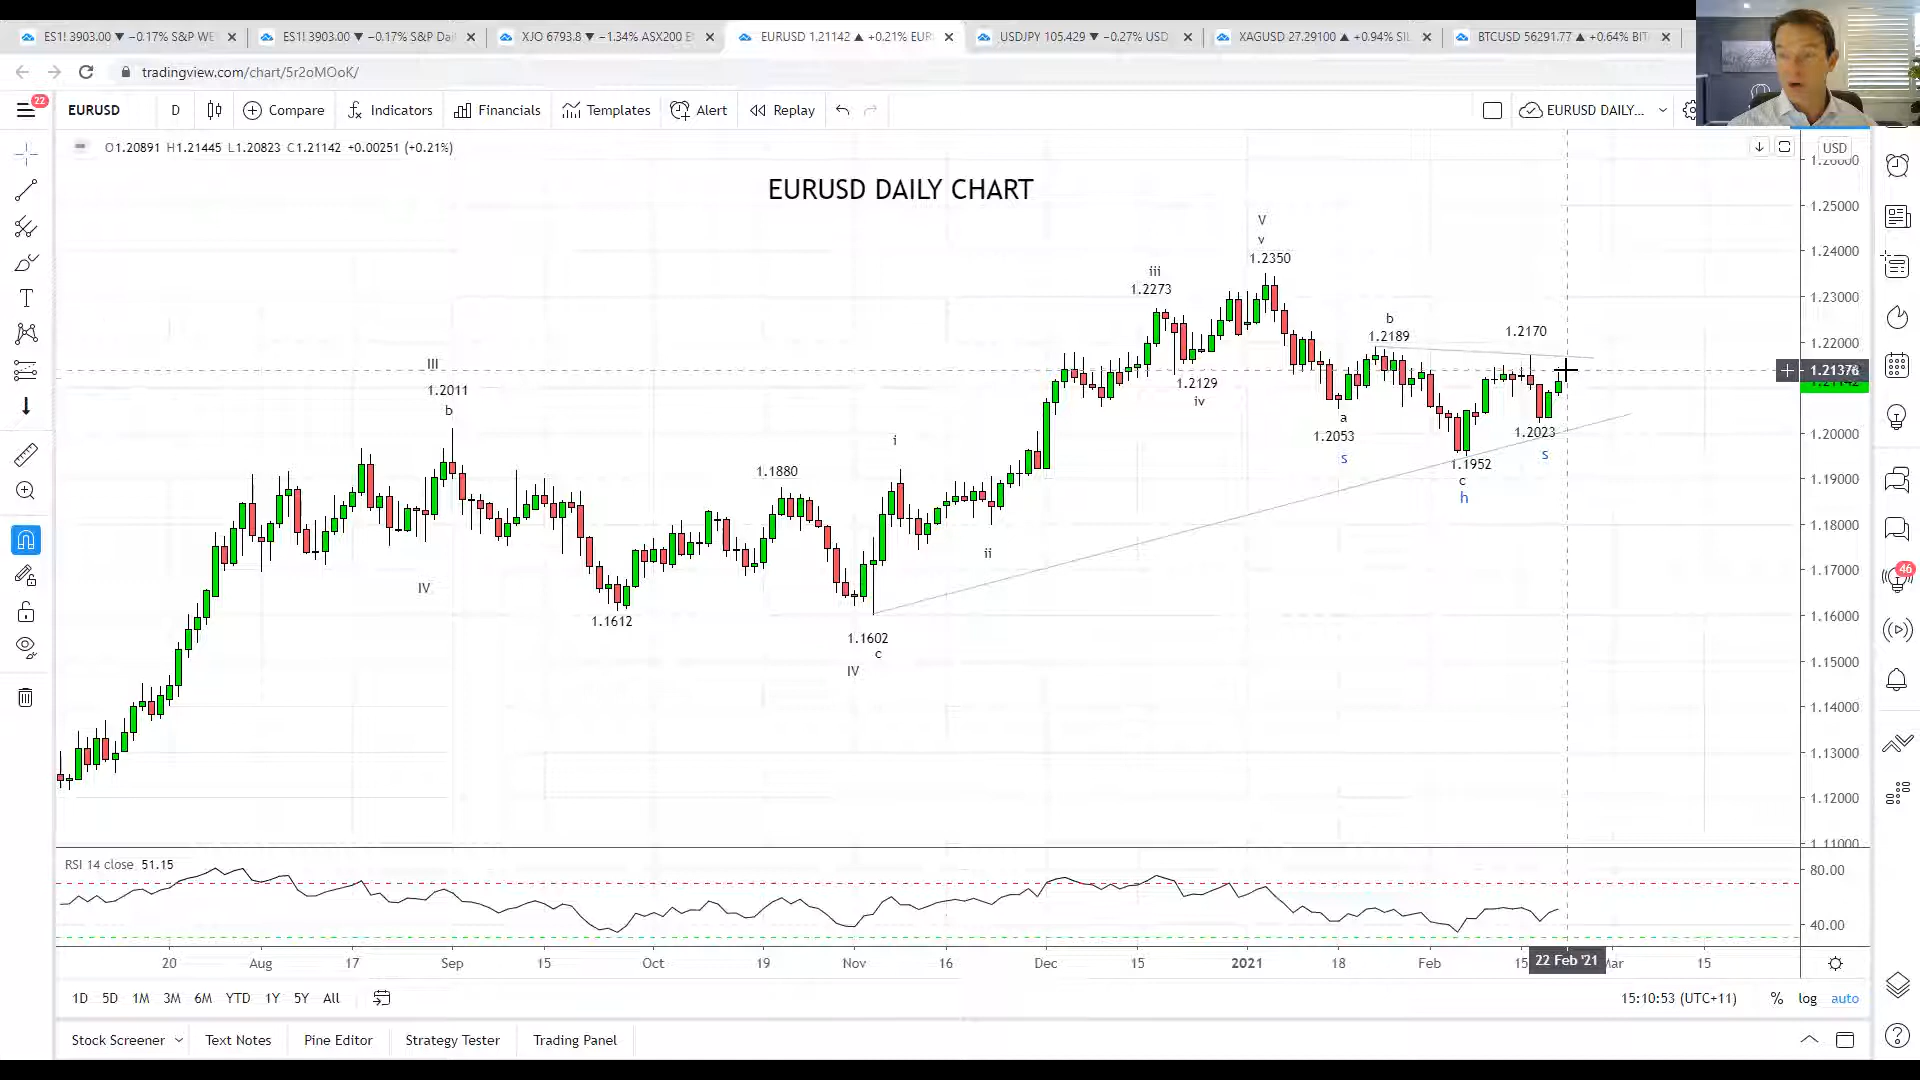 ES1! 3903.00 ▼ −0.17% S&P WE
ES1! 3903.00 ▼ −0.17% S&P Dai
XJO 6793.8 ▼ −1.34% ASX200 E
EURUSD 1.21142 ▲ +0.21% EUR
USDJPY 105.429 ▼ −0.27% USD
XAGUSD 27.29100 ▲ +0.94% SIL
BTCUSD 56291.77 ▲ +0.64% BIT
tradingview.com/chart/5r2oMOoK/
22
EURUSD D Compare Indicators Financials Templates Alert Replay EURUSD DAILY...
O1.20891 H1.21445 L1.20823 C1.21142 +0.00251 (+0.21%)
USD
EURUSD DAILY CHART
1.25000
1.24000
1.23000
1.22000
1.21376
1.20000
1.19000
1.18000
1.17000
1.16000
1.15000
1.14000
1.13000
1.12000
1.11000
V
v
1.2350
iii
1.2273
b
1.2189
1.2170
III
1.2011
b
1.2129
iv
a
1.2053
s
1.2023
s
1.1952
c
h
i
1.1880
ii
IV
1.1612
1.1602
c
IV
46
RSI 14 close 51.15
80.00
40.00
20 Aug 17 Sep 15 Oct 19 Nov 16 Dec 15 2021 18 Feb 15 22 Feb '21 Mar 15
1D 5D 1M 3M 6M YTD 1Y 5Y All
15:10:53 (UTC+11) % log auto
Stock Screener Text Notes Pine Editor Strategy Tester Trading Panel